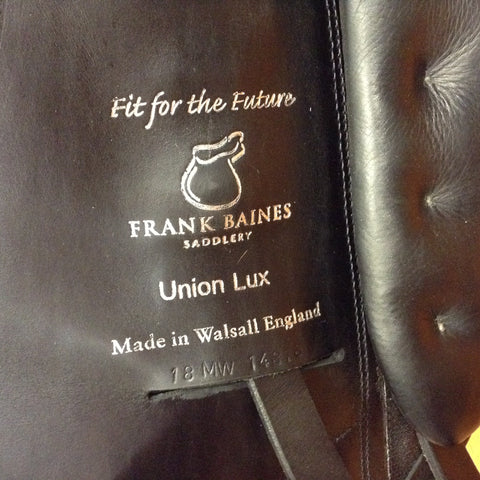 Fit for the Future
FRANK BAINES
SADDLERY
Union Lux
Made in Walsall England
18 MW